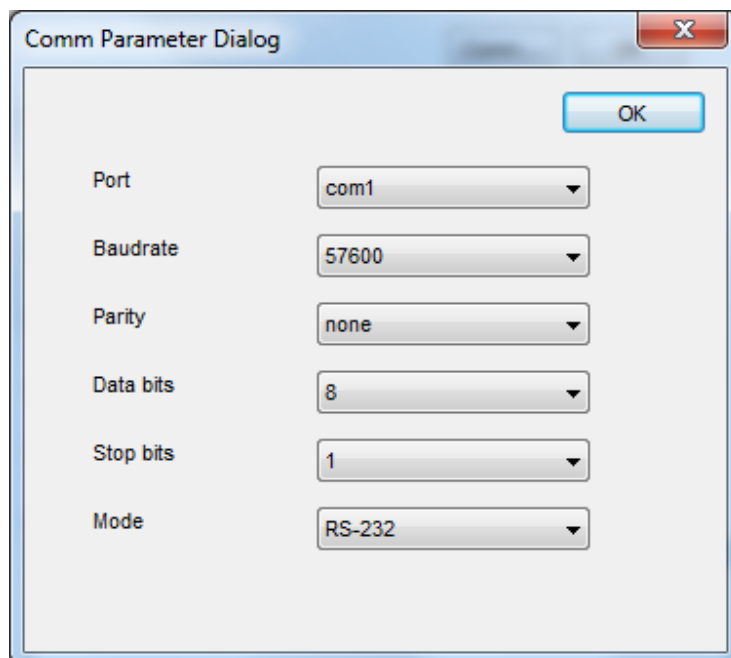 Comm Parameter Dialog
OK
Port com1
Baudrate 57600
Parity none
Data bits 8
Stop bits 1
Mode RS-232